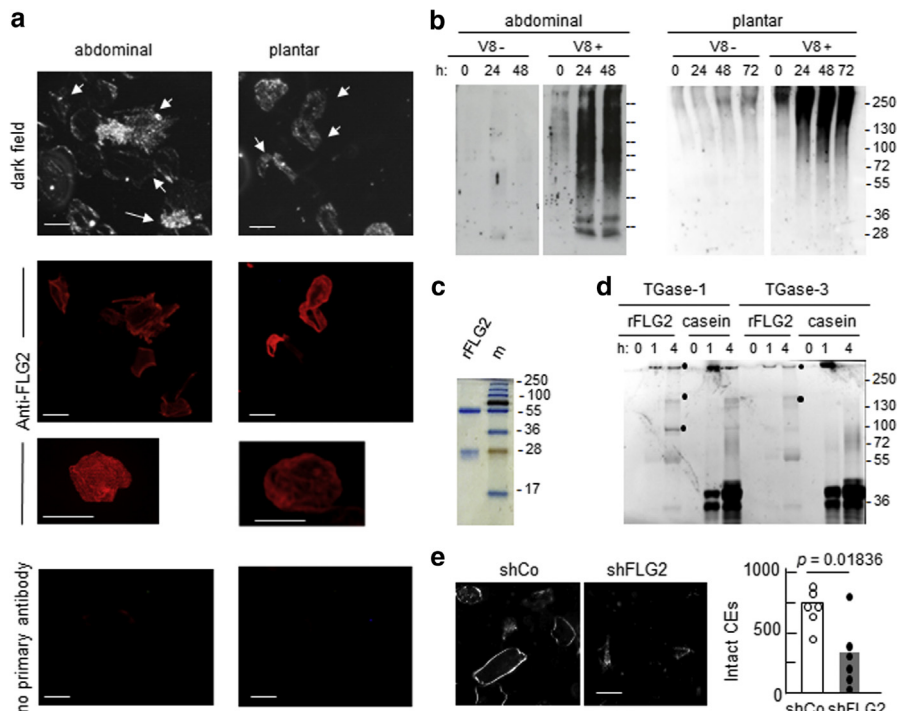 a
abdominal plantar
dark field
Anti-FLG2
no primary antibody
b
abdominal plantar
V8 - V8 + V8 - V8 +
h: 0 24 48 0 24 48 0 24 48 72 0 24 48 72
- 250
- 130
- 100
- 72
- 55
- 36
- 28
c
rFLG2 m
- 250
- 100
- 55
- 36
- 28
- 17
d
TGase-1 TGase-3
rFLG2 casein rFLG2 casein
h: 0 1 4 0 1 4 0 1 4 0 1 4
- 250
- 130
- 100
- 72
- 55
- 36
e
shCo shFLG2
p = 0.01836
1000
500
0
Intact CEs
shCo shFLG2